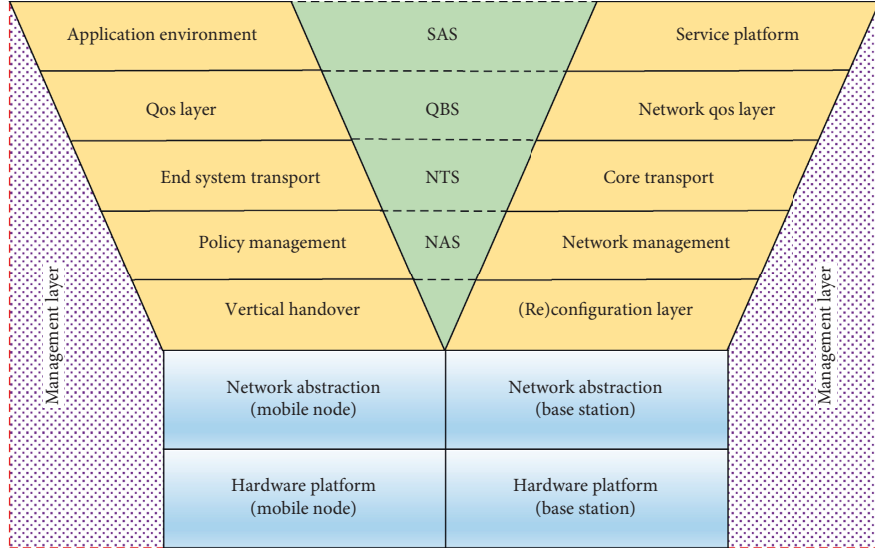 Application environment
SAS
Service platform
Qos layer
QBS
Network qos layer
End system transport
NTS
Core transport
Policy management
NAS
Network management
Vertical handover
(Re)configuration layer
Management layer
Management layer
Network abstraction
(mobile node)
Network abstraction
(base station)
Hardware platform
(mobile node)
Hardware platform
(base station)